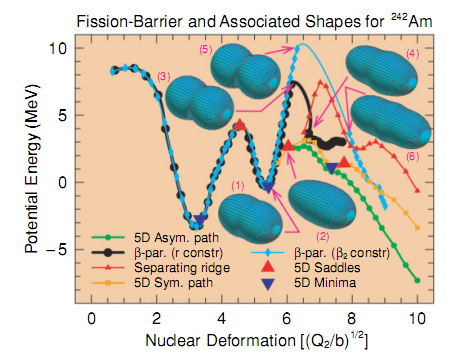 Fission-Barrier and Associated Shapes for ²⁴²Am
Potential Energy (MeV)
10
5
0
−5
(5)
(4)
(3)
(6)
(1)
(2)
5D Asym. path
β-par. (r constr)
Separating ridge
5D Sym. path
β-par. (β₂ constr)
5D Saddles
5D Minima
0 2 4 6 8 10
Nuclear Deformation [(Q₂/b)¹/²]